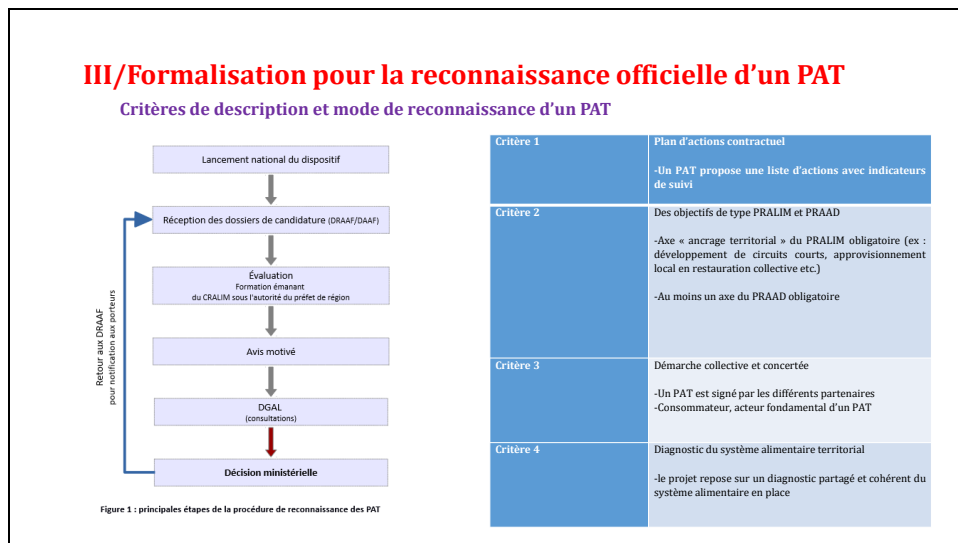 III/Formalisation pour la reconnaissance officielle d'un PAT
Critères de description et mode de reconnaissance d'un PAT
Lancement national du dispositif
Réception des dossiers de candidature (DRAAF/DAAF)
Évaluation
Formation émanant
du CRALIM sous l'autorité du préfet de région
Avis motivé
DGAL
(consultations)
Décision ministérielle
Retour aux DRAAF
pour notification aux porteurs
Figure 1 : principales étapes de la procédure de reconnaissance des PAT
Critère 1
Plan d'actions contractuel
-Un PAT propose une liste d'actions avec indicateurs
de suivi
Critère 2
Des objectifs de type PRALIM et PRAAD
-Axe « ancrage territorial » du PRALIM obligatoire (ex :
développement de circuits courts, approvisionnement
local en restauration collective etc.)
-Au moins un axe du PRAAD obligatoire
Critère 3
Démarche collective et concertée
-Un PAT est signé par les différents partenaires
-Consommateur, acteur fondamental d'un PAT
Critère 4
Diagnostic du système alimentaire territorial
-le projet repose sur un diagnostic partagé et cohérent du
système alimentaire en place